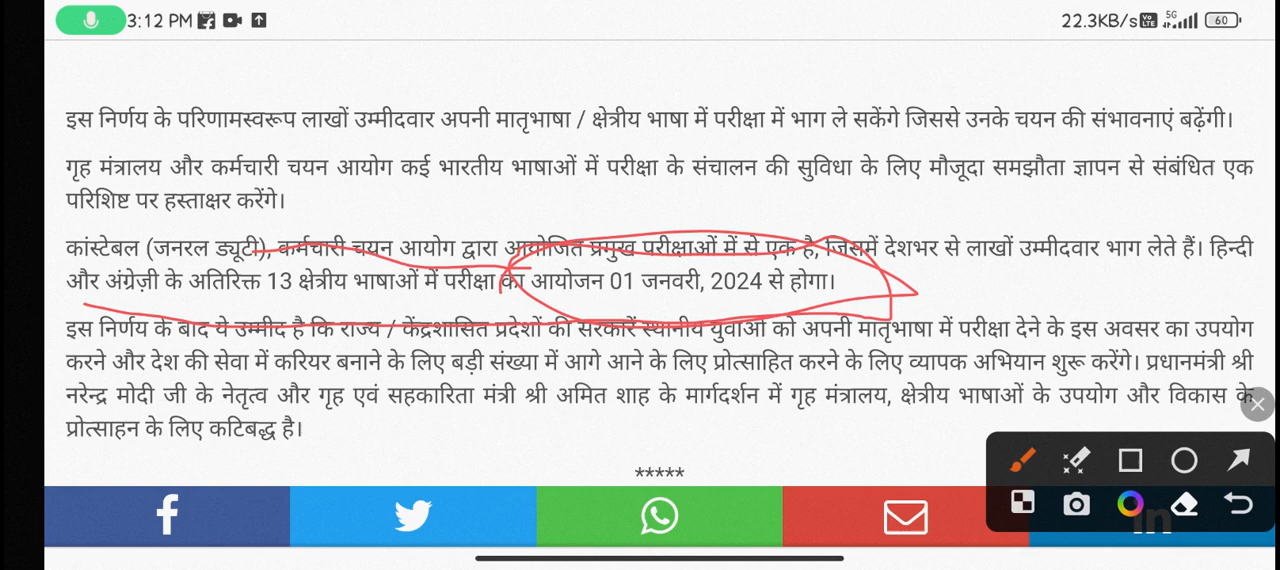 3:12 PM
22.3KB/s Vo LTE 5G 60
इस निर्णय के परिणामस्वरूप लाखों उम्मीदवार अपनी मातृभाषा / क्षेत्रीय भाषा में परीक्षा में भाग ले सकेंगे जिससे उनके चयन की संभावनाएं बढ़ेंगी।
गृह मंत्रालय और कर्मचारी चयन आयोग कई भारतीय भाषाओं में परीक्षा के संचालन की सुविधा के लिए मौजूदा समझौता ज्ञापन से संबंधित एक
परिशिष्ट पर हस्ताक्षर करेंगे।
कांस्टेबल (जनरल ड्यूटी), कर्मचारी चयन आयोग द्वारा आयोजित प्रमुख परीक्षाओं में से एक है, जिसमें देशभर से लाखों उम्मीदवार भाग लेते हैं। हिन्दी
और अंग्रेज़ी के अतिरिक्त 13 क्षेत्रीय भाषाओं में परीक्षा का आयोजन 01 जनवरी, 2024 से होगा।
इस निर्णय के बाद ये उम्मीद है कि राज्य / केंद्रशासित प्रदेशों की सरकारें स्थानीय युवाओं को अपनी मातृभाषा में परीक्षा देने के इस अवसर का उपयोग
करने और देश की सेवा में करियर बनाने के लिए बड़ी संख्या में आगे आने के लिए प्रोत्साहित करने के लिए व्यापक अभियान शुरू करेंगे। प्रधानमंत्री श्री
नरेन्द्र मोदी जी के नेतृत्व और गृह एवं सहकारिता मंत्री श्री अमित शाह के मार्गदर्शन में गृह मंत्रालय, क्षेत्रीय भाषाओं के उपयोग और विकास के
प्रोत्साहन के लिए कटिबद्ध है।
*****